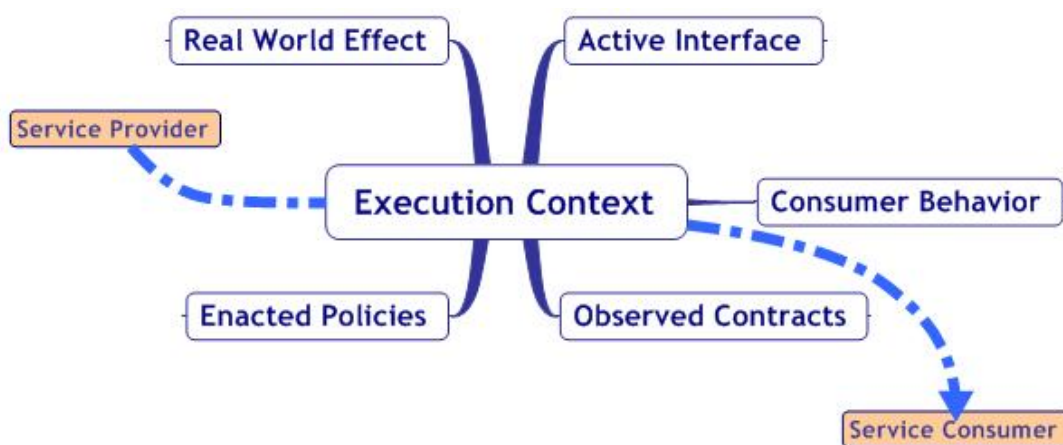 Real World Effect
Active Interface
Service Provider
Execution Context
Consumer Behavior
Enacted Policies
Observed Contracts
Service Consumer